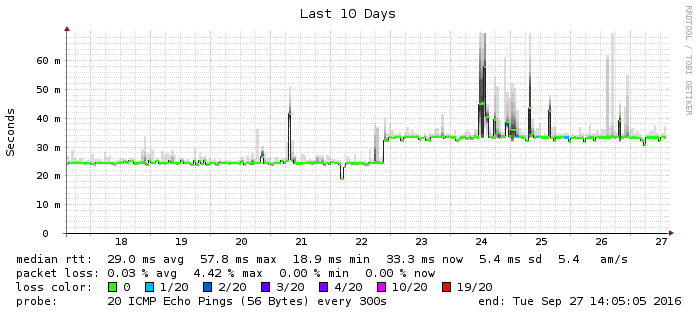 Last 10 Days
RRDTOOL / TOBI OETIKER
Seconds
60 m
50 m
40 m
30 m
20 m
10 m
0
18 19 20 21 22 23 24 25 26 27
median rtt: 29.0 ms avg 57.8 ms max 18.9 ms min 33.3 ms now 5.4 ms sd 5.4 am/s
packet loss: 0.03 % avg 4.42 % max 0.00 % min 0.00 % now
loss color: 0 1/20 2/20 3/20 4/20 10/20 19/20
probe: 20 ICMP Echo Pings (56 Bytes) every 300s end: Tue Sep 27 14:05:05 2016